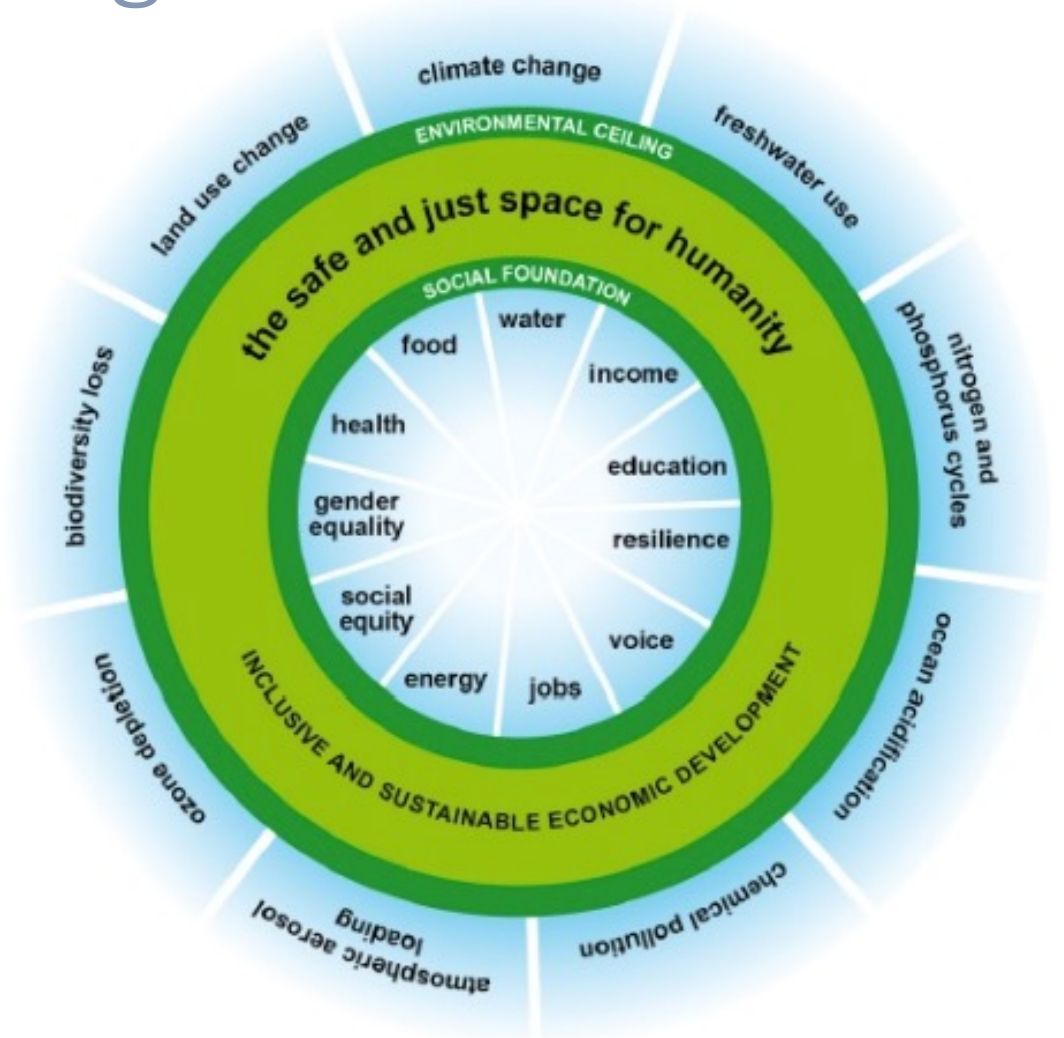 climate change
freshwater use
nitrogen and
phosphorus cycles
ocean acidification
chemical pollution
atmospheric aerosol
loading
ozone depletion
biodiversity loss
land use change
ENVIRONMENTAL CEILING
the safe and just space for humanity
SOCIAL FOUNDATION
water
income
education
resilience
voice
jobs
energy
social
equity
gender
equality
health
food
INCLUSIVE AND SUSTAINABLE ECONOMIC DEVELOPMENT